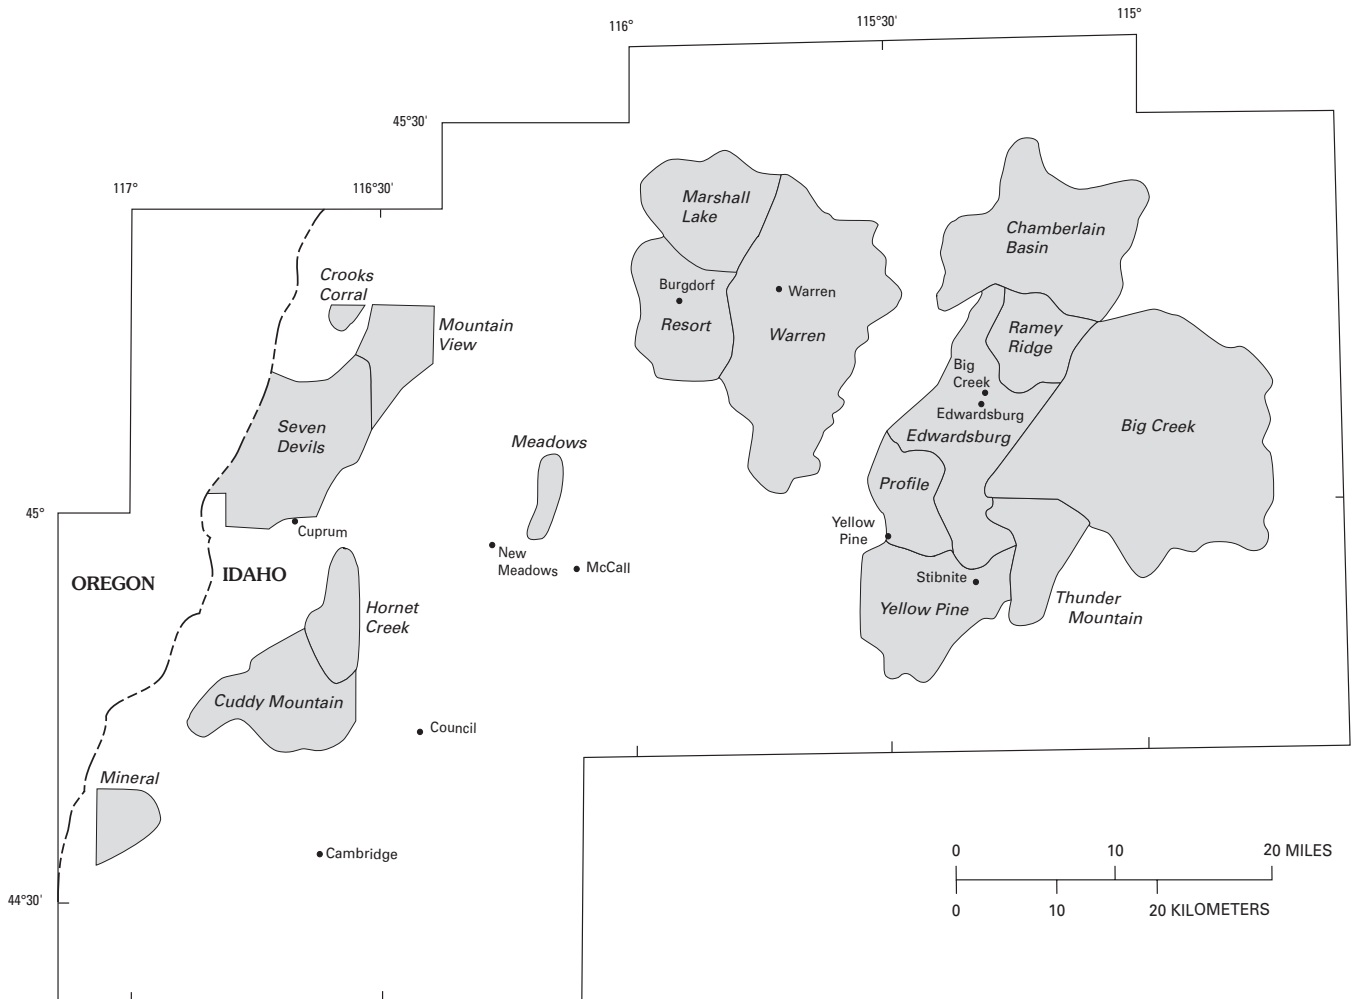 116°
115°30'
115°
45°30'
117°
116°30'
Marshall
Lake
Chamberlain
Basin
Crooks
Corral
Burgdorf
Warren
Resort
Warren
Mountain
View
Ramey
Ridge
Big
Creek
Edwardsburg
Edwardsburg
Big Creek
Seven
Devils
Meadows
Profile
45°
Cuprum
Yellow
Pine
New
Meadows
McCall
OREGON
IDAHO
Stibnite
Yellow Pine
Thunder
Mountain
Hornet
Creek
Cuddy Mountain
Council
Mineral
Cambridge
44°30'
0 10 20 MILES
0 10 20 KILOMETERS